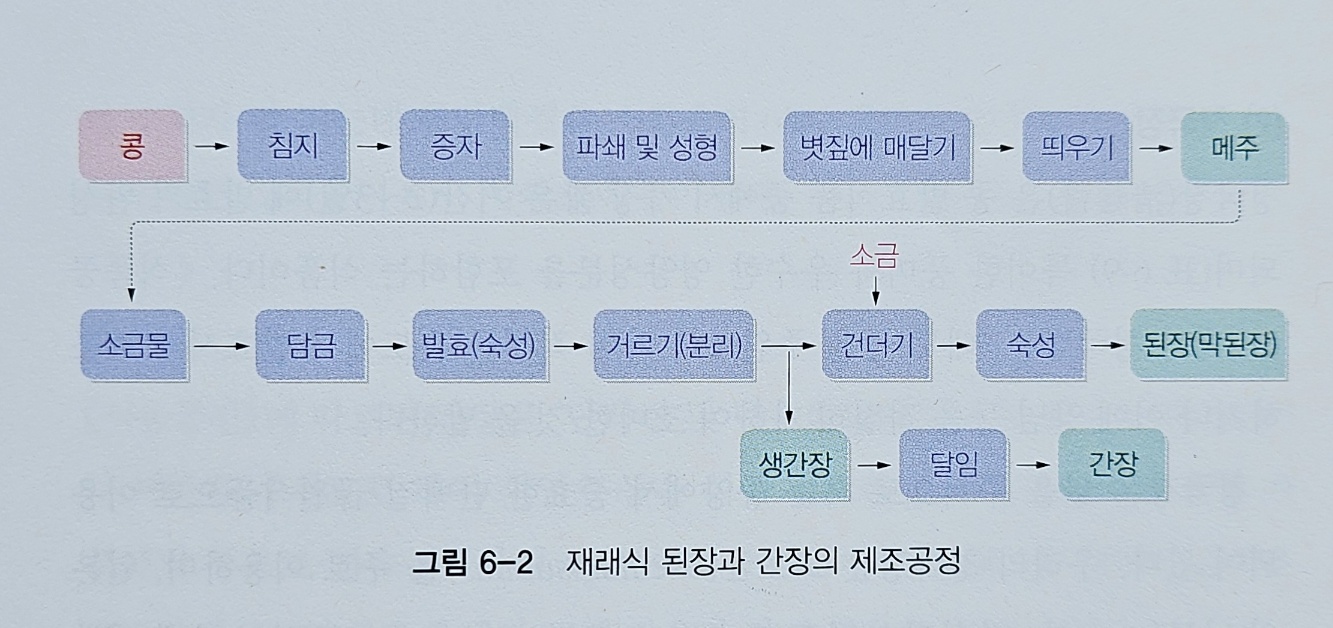 콩 침지 증자 파쇄 및 성형 볏짚에 매달기 띄우기 메주
소금
소금물 담금 발효(숙성) 거르기(분리) 건더기 숙성 된장(막된장)
생간장 달임 간장
그림 6-2 재래식 된장과 간장의 제조공정